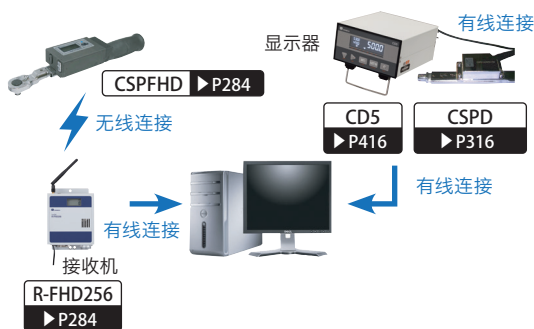 显示器
有线连接
5000
CSPFHD ▶P284
无线连接
CD5
▶P416
CSPD
▶P316
有线连接
有线连接
接收机
R-FHD256
▶P284